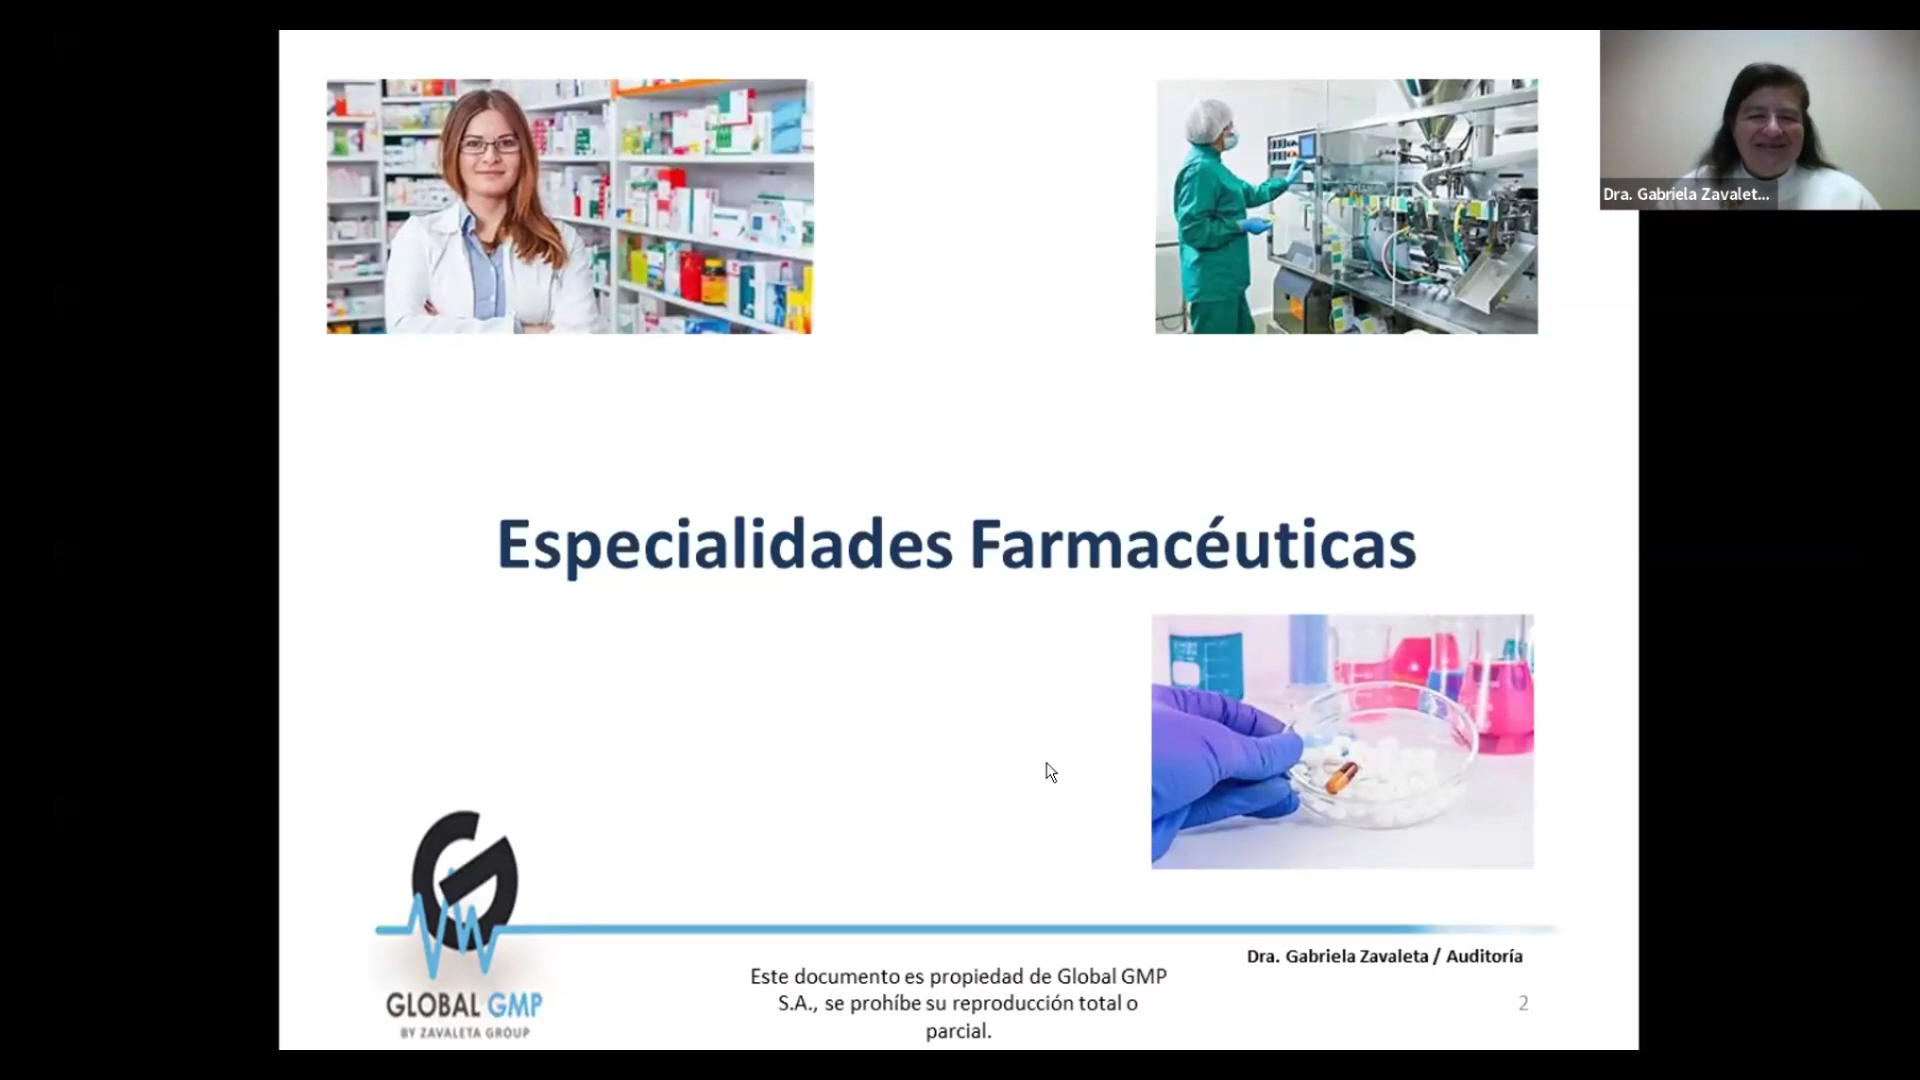 Dra. Gabriela Zavalet...
Especialidades Farmacéuticas
Dra. Gabriela Zavaleta / Auditoría
Este documento es propiedad de Global GMP
S.A., se prohíbe su reproducción total o
parcial.
2
GLOBAL GMP
BY ZAVALETA GROUP